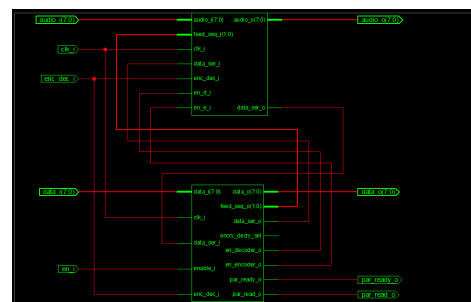 audio_i(7:0) audio_i(7:0) audio_o(7:0) audio_o(7:0)
feed_seq_i(1:0)
clk_i clk_i
data_ser_i
enc_dec_i enc_dec_i
en_d_i
en_e_i data_ser_o
data_i(7:0) data_i(7:0) data_o(7:0) data_o(7:0)
feed_seq_o(1:0)
clk_i data_ser_o
encry_decry_sel
data_ser_i en_decoder_o
en_i enable_i en_encoder_o
par_ready_o par_ready_o
enc_dec_i par_read_o par_read_o